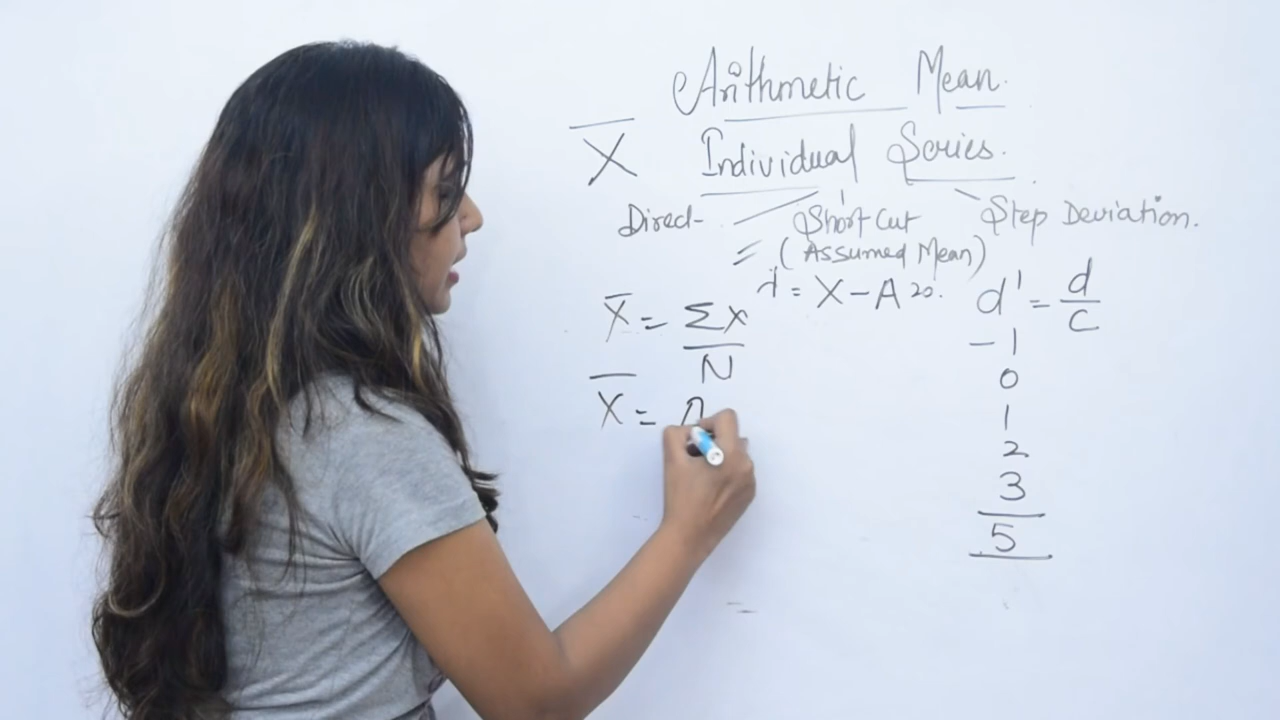 Arithmetic Mean.
X̅ Individual Series.
Direct Short Cut Step Deviation.
(Assumed Mean)
d = X - A 20. d' = d/c
X̅ = Σx/N
-1
0
X̅ = A
1
2
3
5